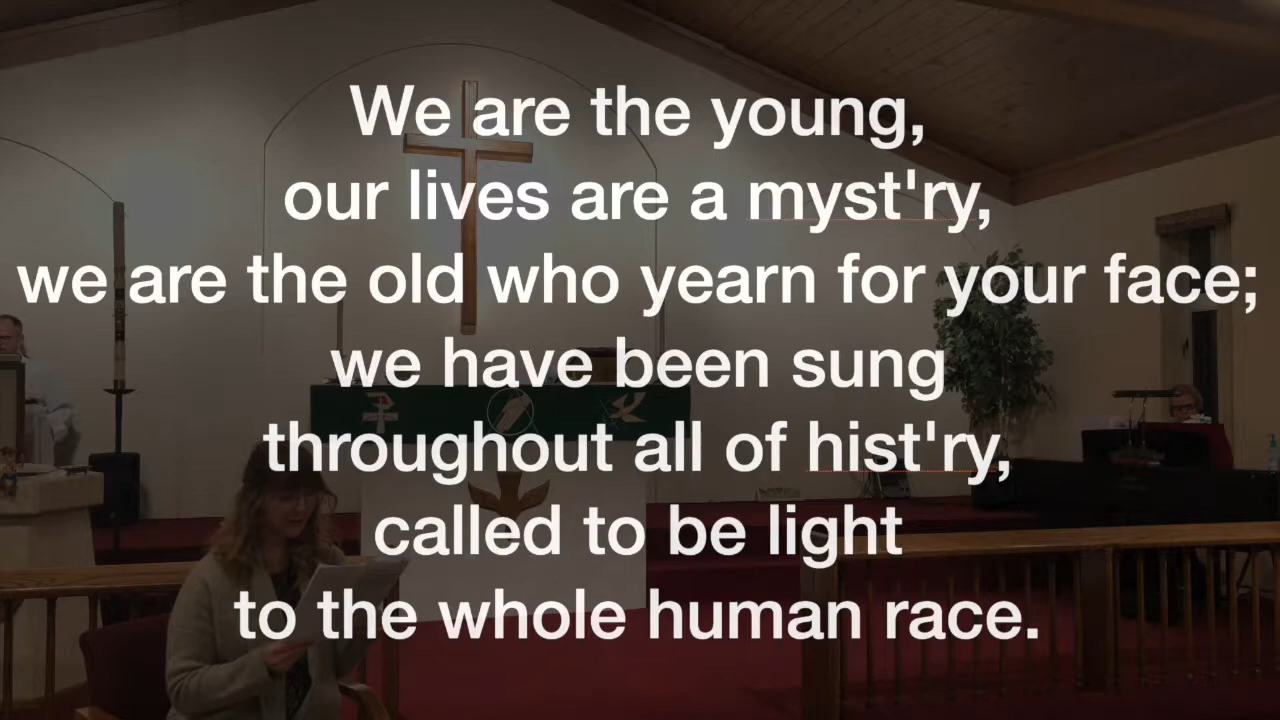 We are the young,
our lives are a myst'ry,
we are the old who yearn for your face;
we have been sung
throughout all of hist'ry,
called to be light
to the whole human race.